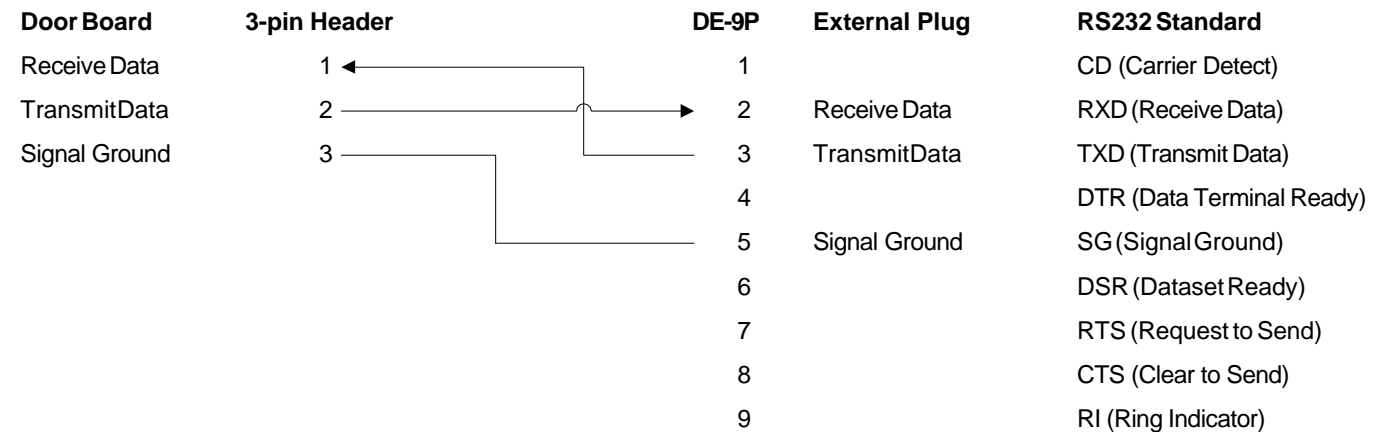 Door Board 3-pin Header DE-9P External Plug RS232 Standard
Receive Data 1 1 CD (Carrier Detect)
TransmitData 2 2 Receive Data RXD (Receive Data)
Signal Ground 3 3 TransmitData TXD (Transmit Data)
4 DTR (Data Terminal Ready)
5 Signal Ground SG (Signal Ground)
6 DSR (Dataset Ready)
7 RTS (Request to Send)
8 CTS (Clear to Send)
9 RI (Ring Indicator)